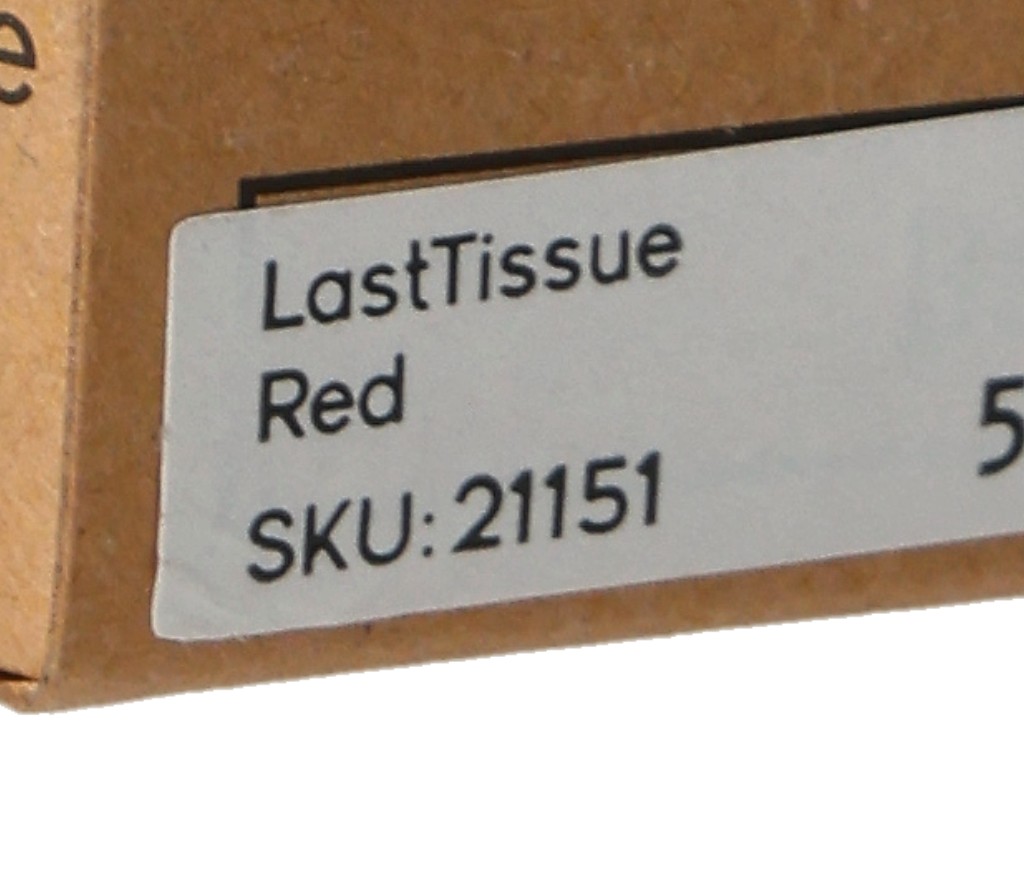 LastTissue
Red
SKU: 21151